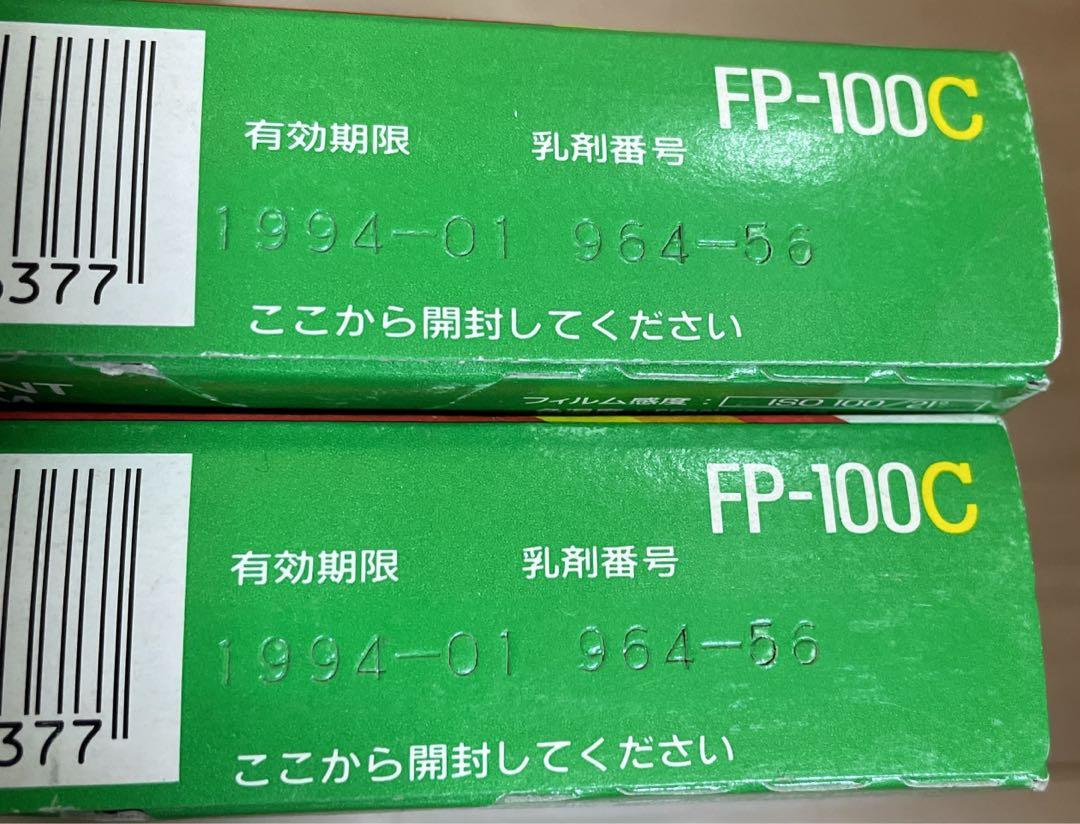 FP-100C
有効期限 乳剤番号
1994-01 964-56
377
ここから開封してください
フィルム感度: ISO 100/21°
FP-100C
有効期限 乳剤番号
1994-01 964-56
377
ここから開封してください